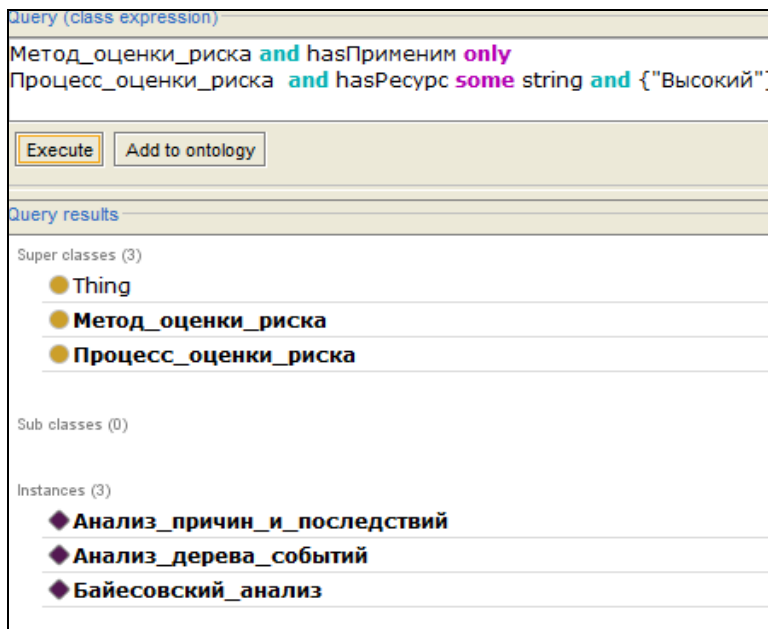 Query (class expression)
Метод_оценки_риска and hasПрименим only
Процесс_оценки_риска and hasРесурс some string and {"Высокий"}
Execute Add to ontology
Query results
Super classes (3)
Thing
Метод_оценки_риска
Процесс_оценки_риска
Sub classes (0)
Instances (3)
Анализ_причин_и_последствий
Анализ_дерева_событий
Байесовский_анализ